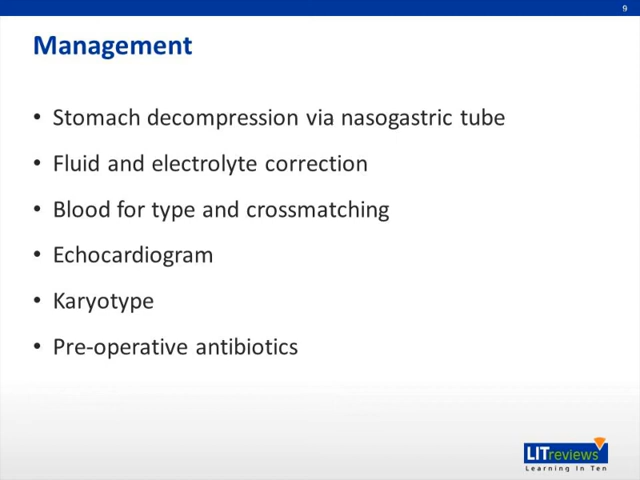 9
Management
• Stomach decompression via nasogastric tube
• Fluid and electrolyte correction
• Blood for type and crossmatching
• Echocardiogram
• Karyotype
• Pre-operative antibiotics
LITreviews
Learning In Ten